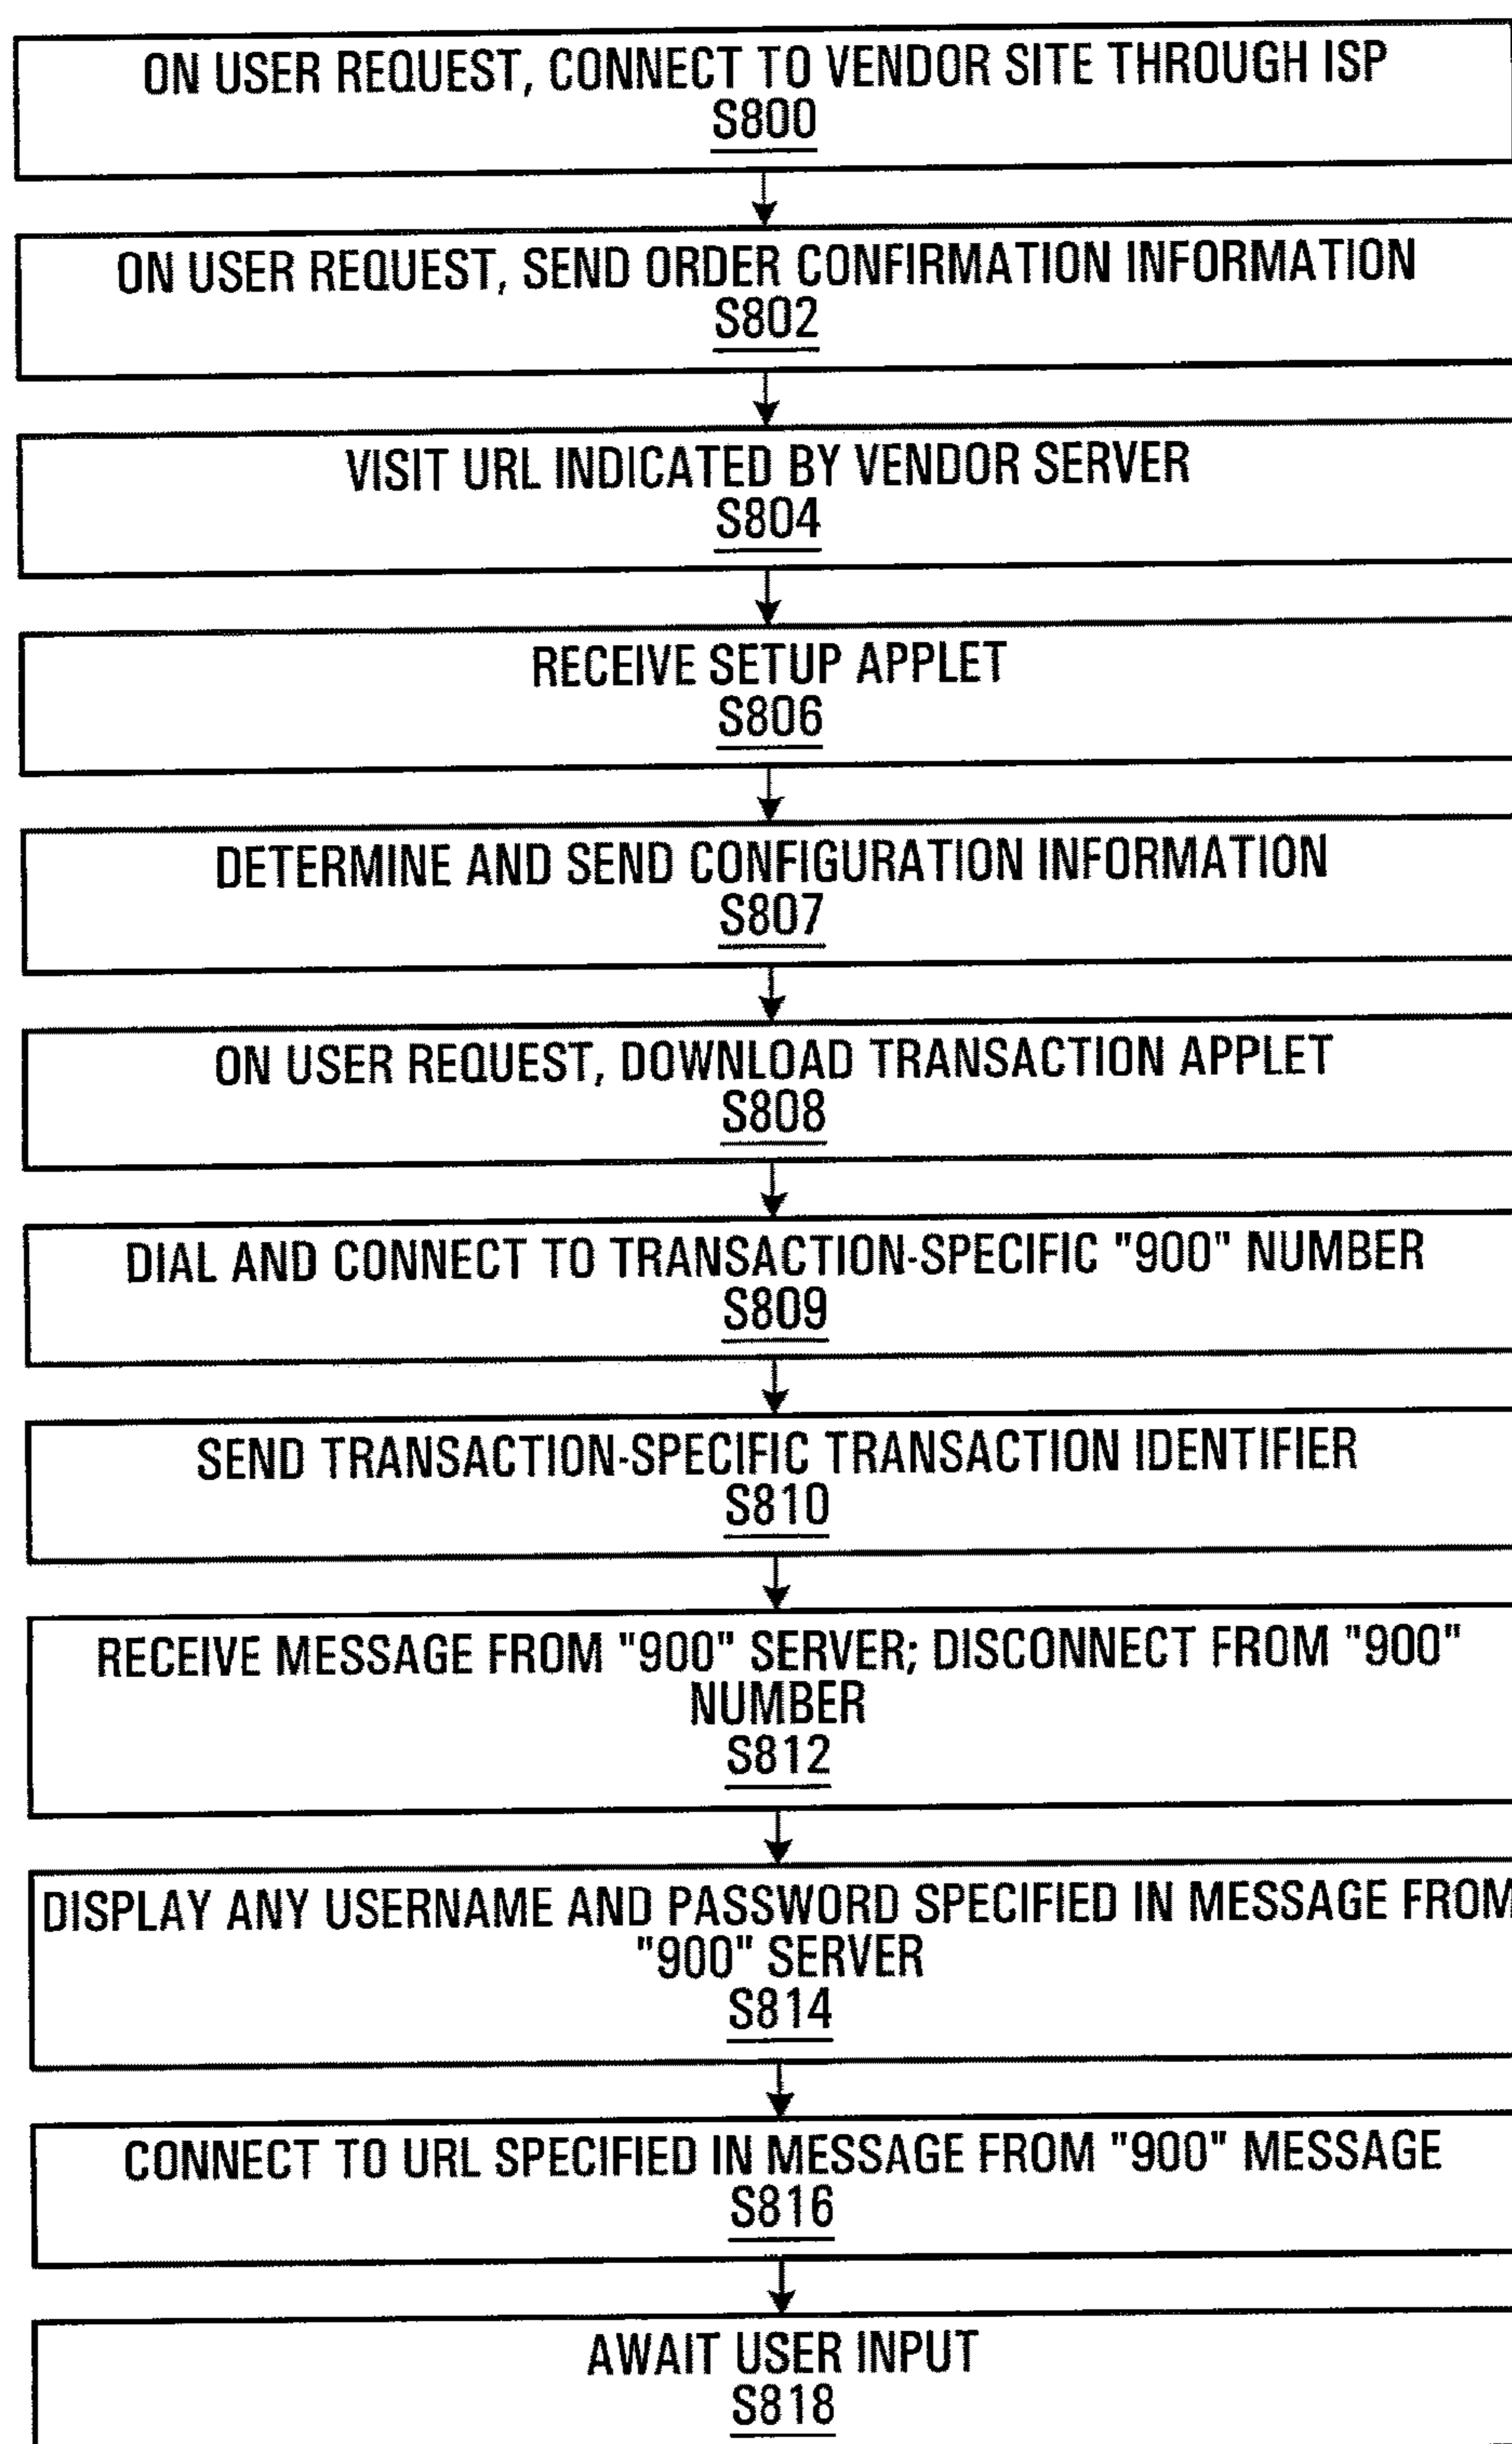 ON USER REQUEST, CONNECT TO VENDOR SITE THROUGH ISP
S800
ON USER REQUEST, SEND ORDER CONFIRMATION INFORMATION
S802
VISIT URL INDICATED BY VENDOR SERVER
S804
RECEIVE SETUP APPLET
S806
DETERMINE AND SEND CONFIGURATION INFORMATION
S807
ON USER REQUEST, DOWNLOAD TRANSACTION APPLET
S808
DIAL AND CONNECT TO TRANSACTION-SPECIFIC "900" NUMBER
S809
SEND TRANSACTION-SPECIFIC TRANSACTION IDENTIFIER
S810
RECEIVE MESSAGE FROM "900" SERVER; DISCONNECT FROM "900"
NUMBER
S812
DISPLAY ANY USERNAME AND PASSWORD SPECIFIED IN MESSAGE FROM
"900" SERVER
S814
CONNECT TO URL SPECIFIED IN MESSAGE FROM "900" MESSAGE
S816
AWAIT USER INPUT
S818